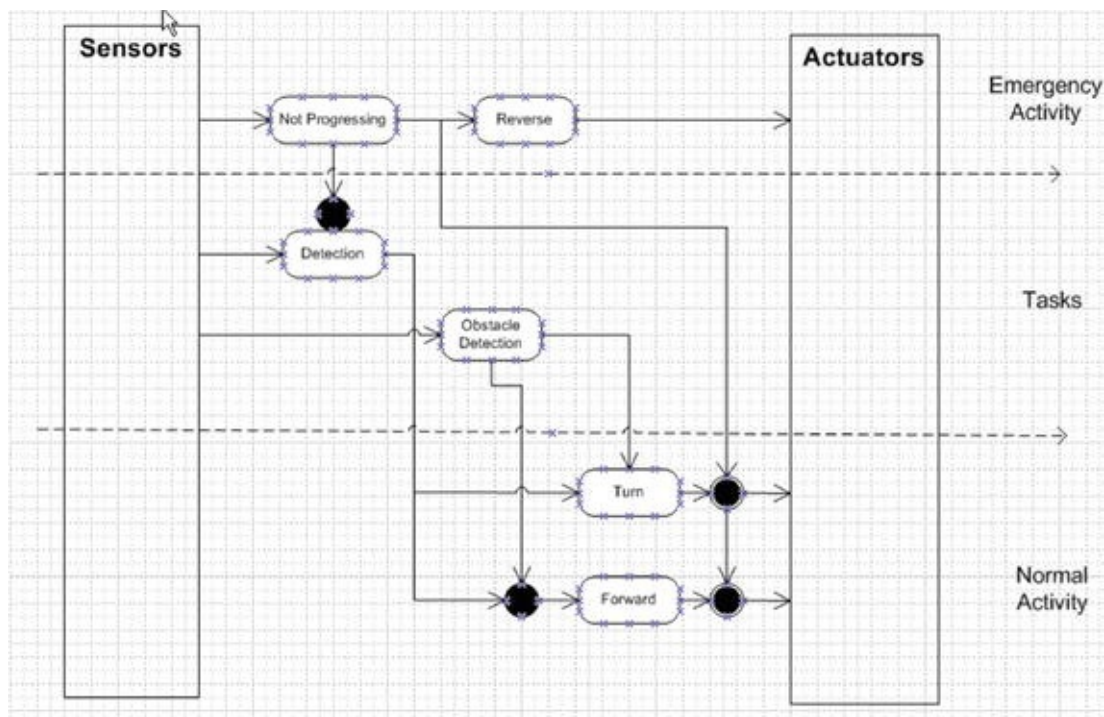 Sensors
Actuators
Emergency
Activity
Not Progressing
Reverse
Detection
Tasks
Obstacle
Detection
Turn
Normal
Activity
Forward